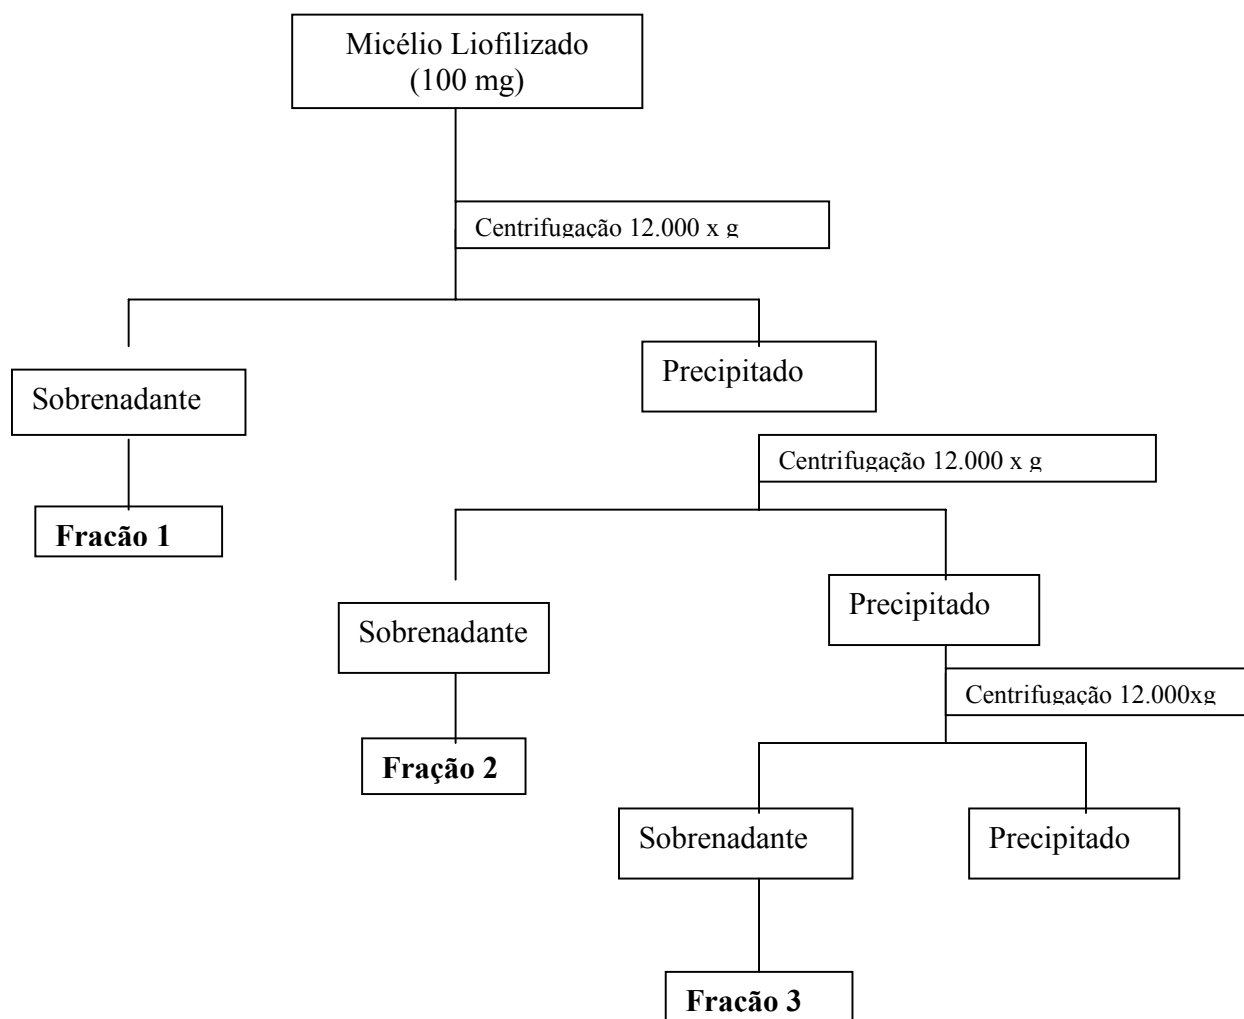 Micélio Liofilizado
(100 mg)
Centrifugação 12.000 x g
Precipitado
Sobrenadante
Centrifugação 12.000 x g
Fração 1
Precipitado
Sobrenadante
Centrifugação 12.000xg
Fração 2
Sobrenadante
Precipitado
Fração 3